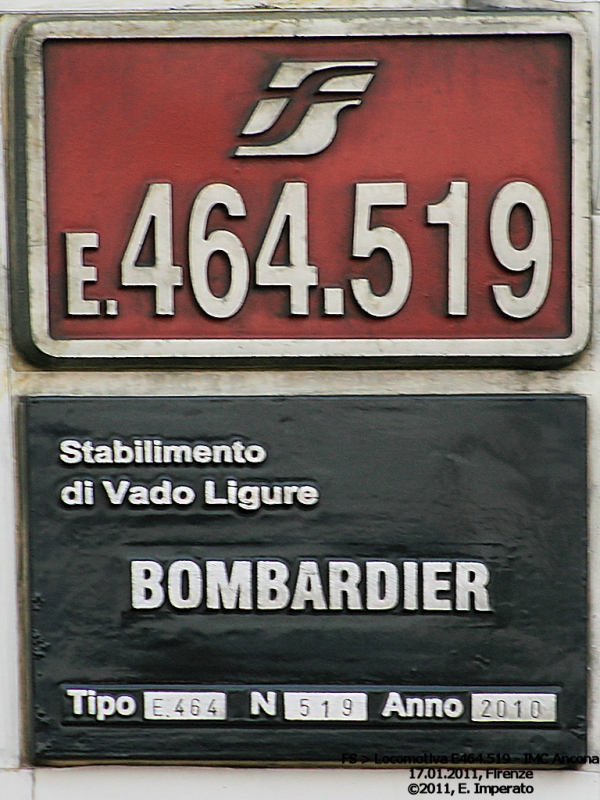 E.464.519
Stabilimento
di Vado Ligure
BOMBARDIER
Tipo E.464 N 519 Anno 2010
FS > Locomotiva E464.519 - IMC Ancona
17.01.2011, Firenze
©2011, E. Imperato